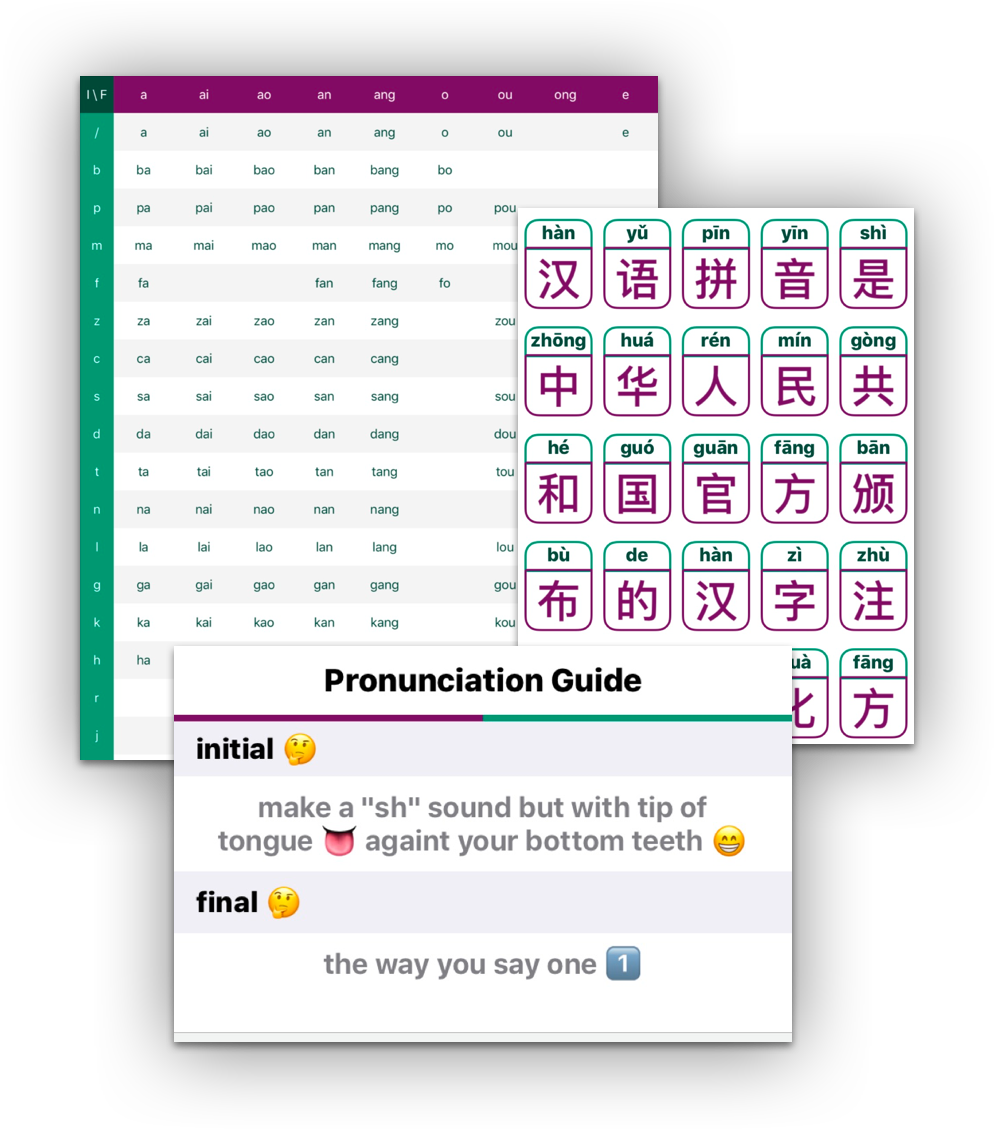 I \ F a ai ao an ang o ou ong e
/ a ai ao an ang o ou e
b ba bai bao ban bang bo
p pa pai pao pan pang po pou
m ma mai mao man mang mo mou
f fa fan fang fo
z za zai zao zan zang zou
c ca cai cao can cang
s sa sai sao san sang sou
d da dai dao dan dang dou
t ta tai tao tan tang tou
n na nai nao nan nang
l la lai lao lan lang lou
g ga gai gao gan gang gou
k ka kai kao kan kang kou
h ha
r
j
hàn yǔ pīn yīn shì
汉 语 拼 音 是
zhōng huá rén mín gòng
中 华 人 民 共
hé guó guān fāng bān
和 国 官 方 颁
bù de hàn zì zhù
布 的 汉 字 注
uà fāng
方
Pronunciation Guide
initial 🤔
make a "sh" sound but with tip of
tongue 👅 againt your bottom teeth 😁
final 🤔
the way you say one 1️⃣